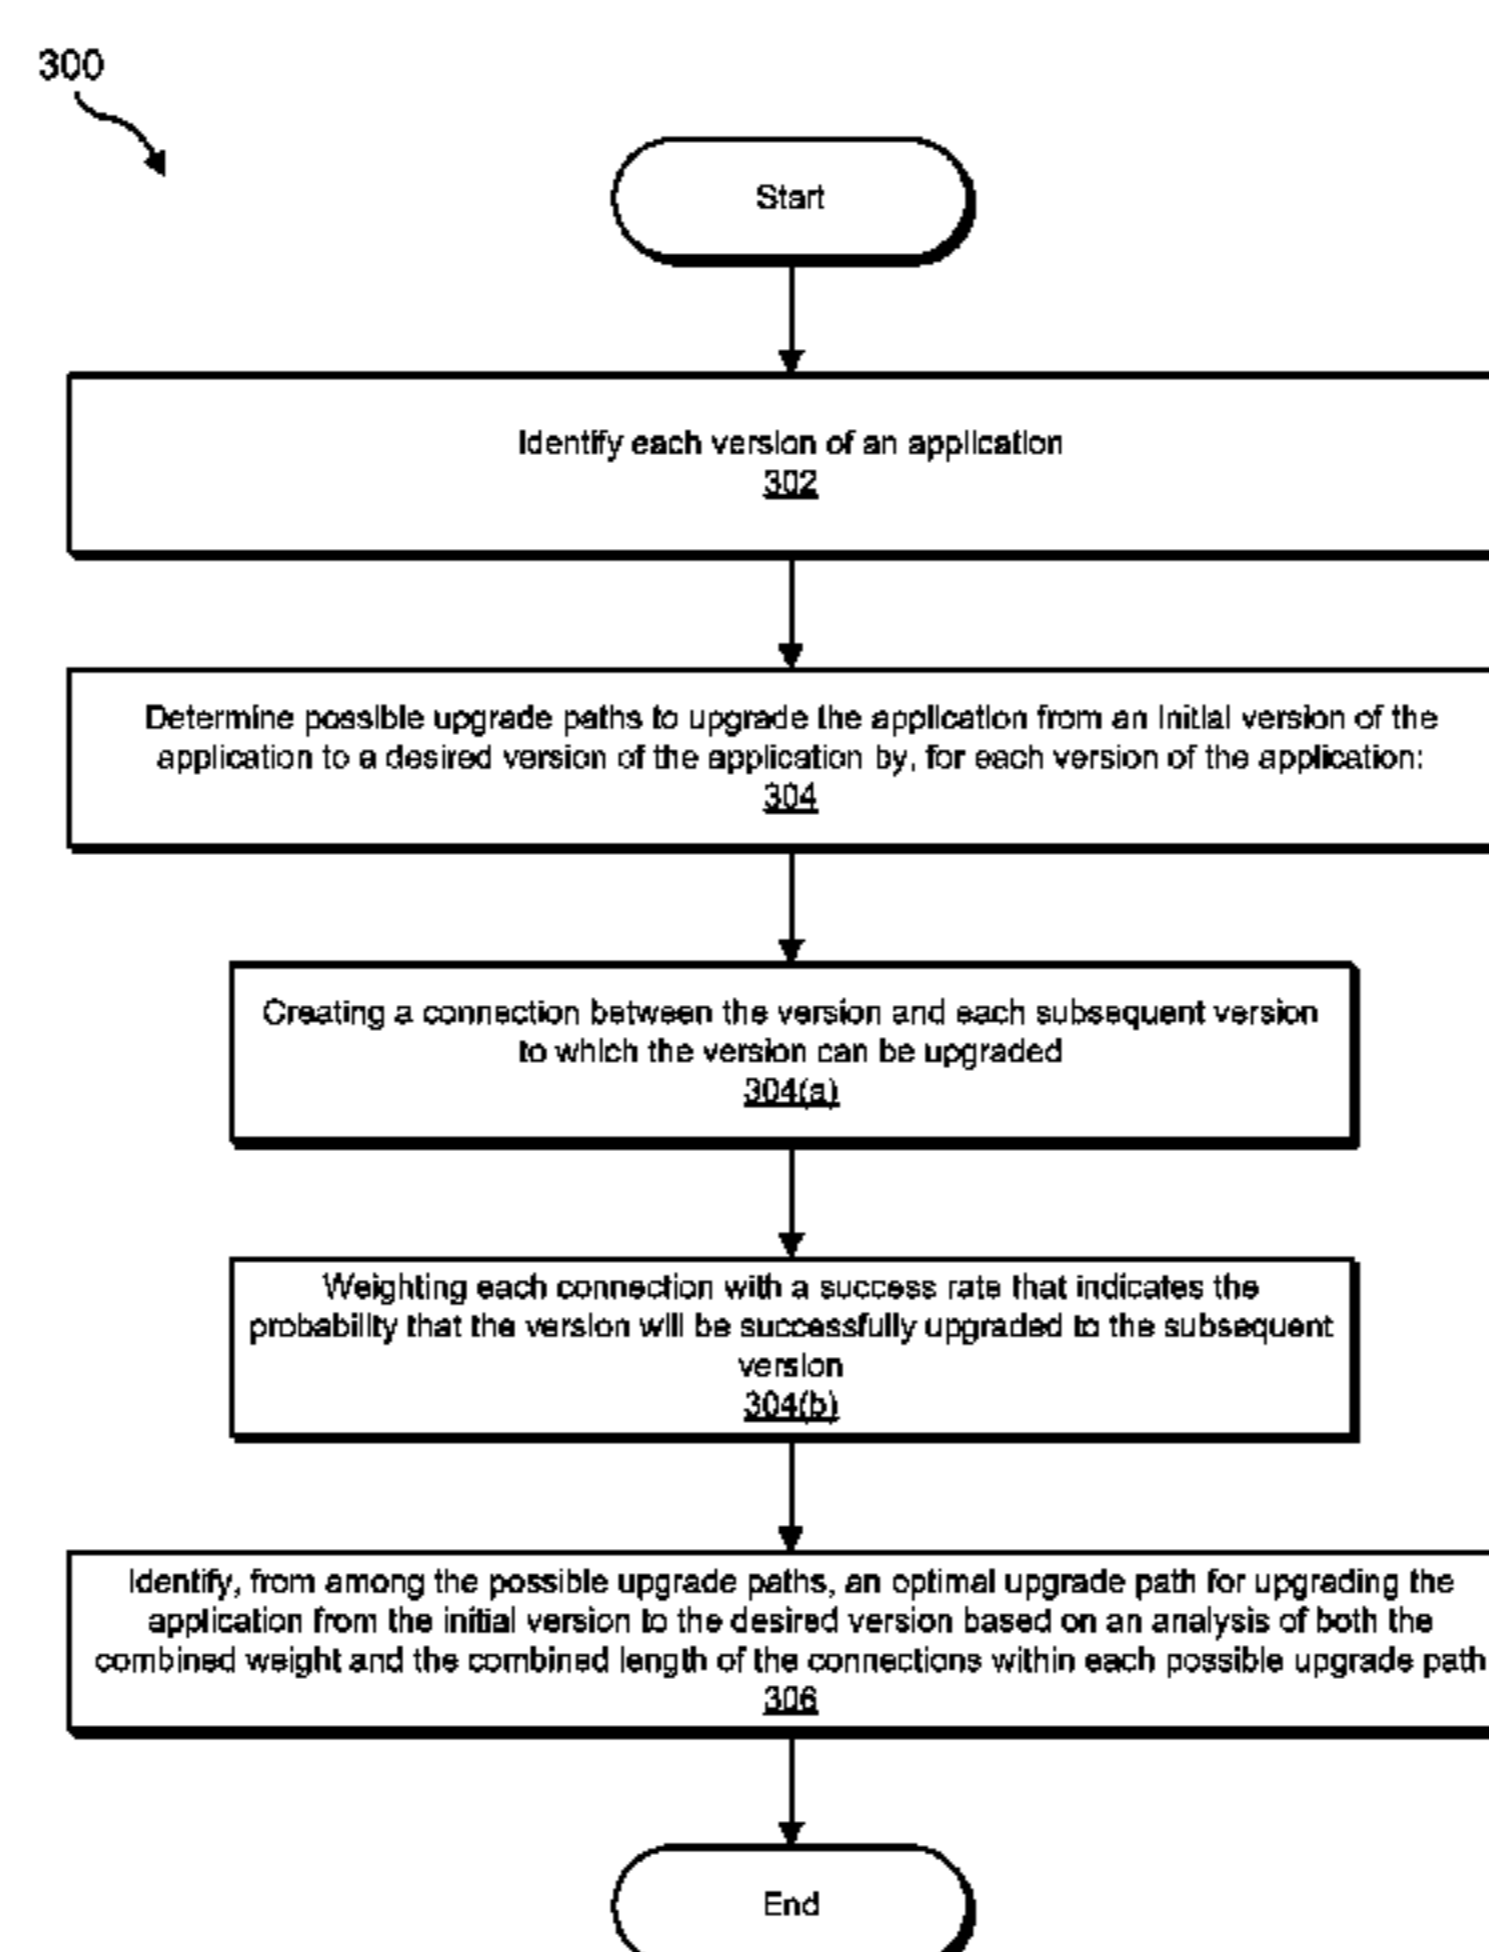 300
Start
Identify each version of an application
302
Determine possible upgrade paths to upgrade the application from an initial version of the
application to a desired version of the application by, for each version of the application:
304
Creating a connection between the version and each subsequent version
to which the version can be upgraded
304(a)
Weighting each connection with a success rate that indicates the
probability that the version will be successfully upgraded to the subsequent
version
304(b)
Identify, from among the possible upgrade paths, an optimal upgrade path for upgrading the
application from the initial version to the desired version based on an analysis of both the
combined weight and the combined length of the connections within each possible upgrade path
306
End